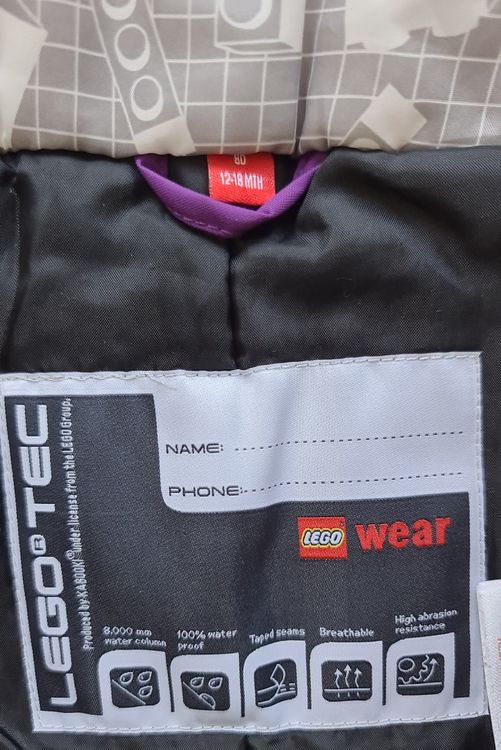 80
12-18 MTH
NAME:
PHONE:
LEGO wear
LEGO® TEC
Produced by KABOOKI® under license from the LEGO Group.
8,000 mm
water column
100% water
proof
Taped seams
Breathable
High abrasion
resistance